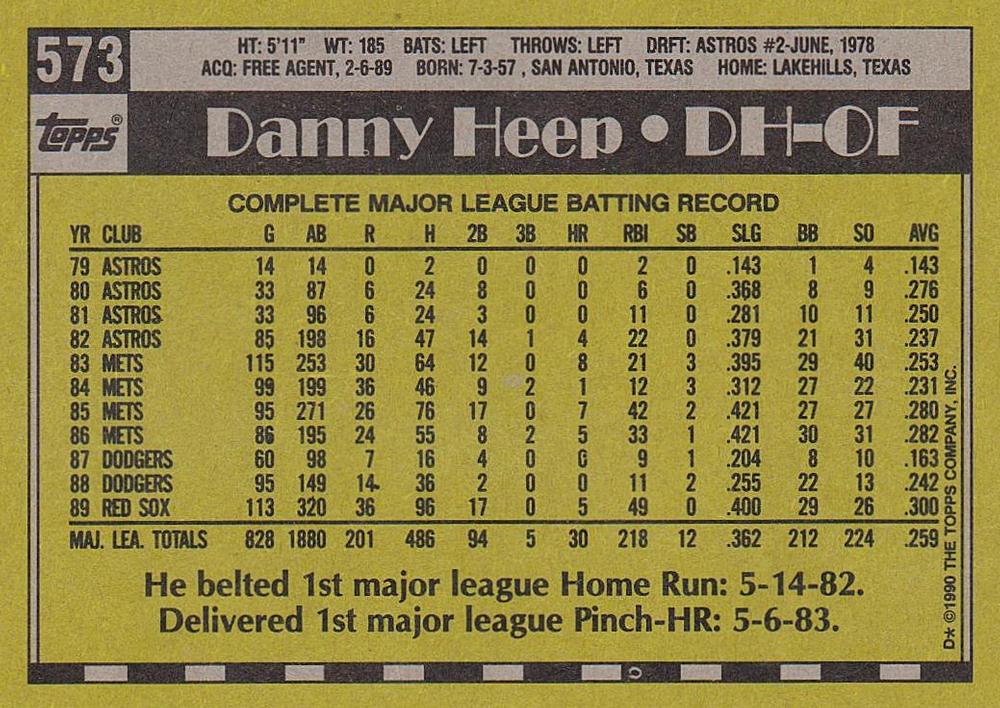 573
HT: 5'11" WT: 185 BATS: LEFT THROWS: LEFT DRFT: ASTROS #2-JUNE, 1978
ACQ: FREE AGENT, 2-6-89 BORN: 7-3-57 , SAN ANTONIO, TEXAS HOME: LAKEHILLS, TEXAS
TOPPS®
Danny Heep • DH-OF
COMPLETE MAJOR LEAGUE BATTING RECORD
YR CLUB G AB R H 2B 3B HR RBI SB SLG BB SO AVG
79 ASTROS 14 14 0 2 0 0 0 2 0 .143 1 4 .143
80 ASTROS 33 87 6 24 8 0 0 6 0 .368 8 9 .276
81 ASTROS 33 96 6 24 3 0 0 11 0 .281 10 11 .250
82 ASTROS 85 198 16 47 14 1 4 22 0 .379 21 31 .237
83 METS 115 253 30 64 12 0 8 21 3 .395 29 40 .253
84 METS 99 199 36 46 9 2 1 12 3 .312 27 22 .231
85 METS 95 271 26 76 17 0 7 42 2 .421 27 27 .280
86 METS 86 195 24 55 8 2 5 33 1 .421 30 31 .282
87 DODGERS 60 98 7 16 4 0 0 9 1 .204 8 10 .163
88 DODGERS 95 149 14 36 2 0 0 11 2 .255 22 13 .242
89 RED SOX 113 320 36 96 17 0 5 49 0 .400 29 26 .300
MAJ. LEA. TOTALS 828 1880 201 486 94 5 30 218 12 .362 212 224 .259
He belted 1st major league Home Run: 5-14-82.
Delivered 1st major league Pinch-HR: 5-6-83.
D* ©1990 THE TOPPS COMPANY, INC.